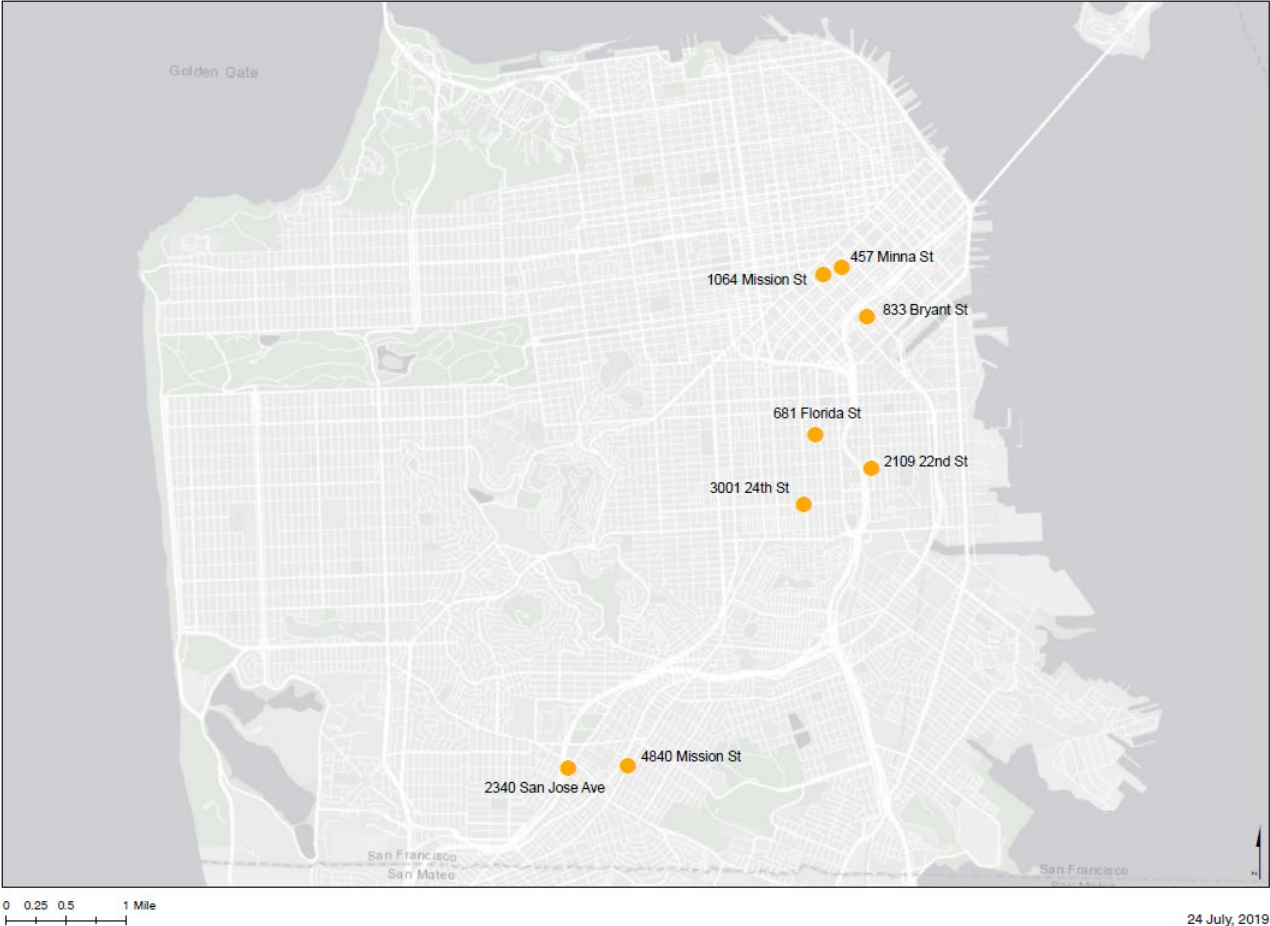 Golden Gate
457 Minna St
1064 Mission St
833 Bryant St
681 Florida St
2109 22nd St
3001 24th St
4840 Mission St
2340 San Jose Ave
San Francisco
San Mateo
San Francisco
San Mateo
N
0 0.25 0.5 1 Mile
24 July, 2019